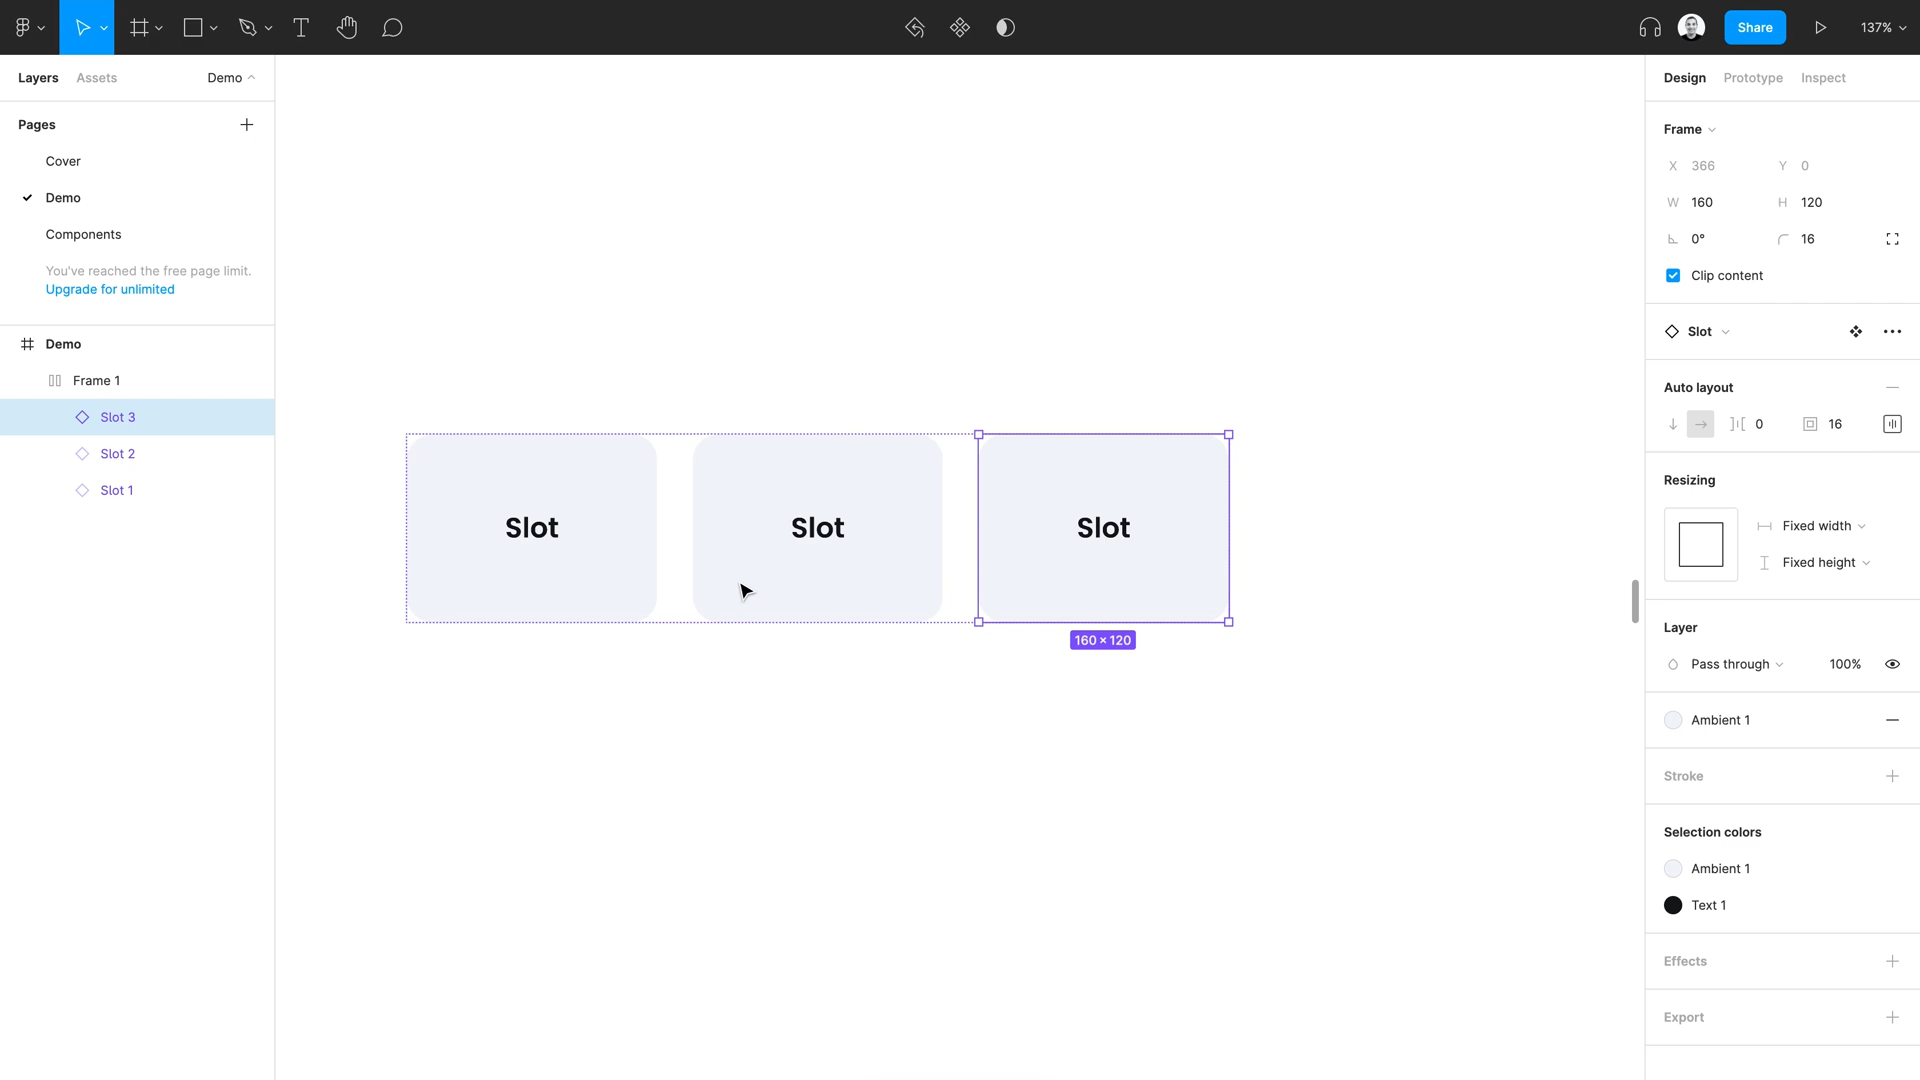 Share
137%
Layers
Assets
Demo
Pages
Cover
Demo
Components
You've reached the free page limit.
Upgrade for unlimited
Demo
Frame 1
Slot 3
Slot 2
Slot 1
Slot
Slot
Slot
160 × 120
Design
Prototype
Inspect
Frame
X 366
Y 0
W 160
H 120
0°
16
Clip content
Slot
Auto layout
0
16
Resizing
Fixed width
Fixed height
Layer
Pass through
100%
Ambient 1
Stroke
Selection colors
Ambient 1
Text 1
Effects
Export